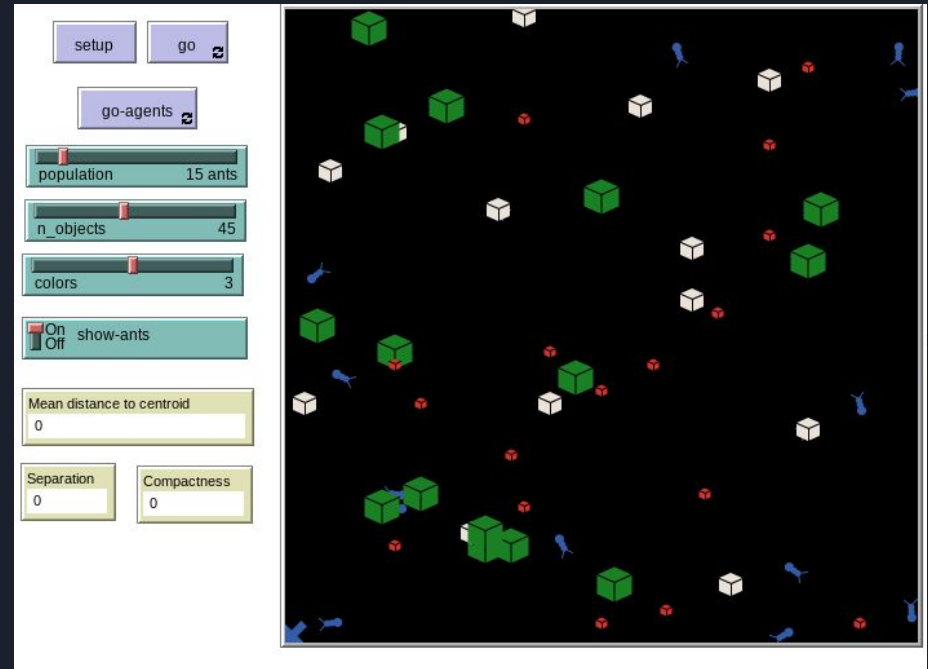 setup
go
go-agents
population 15 ants
n_objects 45
colors 3
On
Off
show-ants
Mean distance to centroid
0
Separation
0
Compactness
0